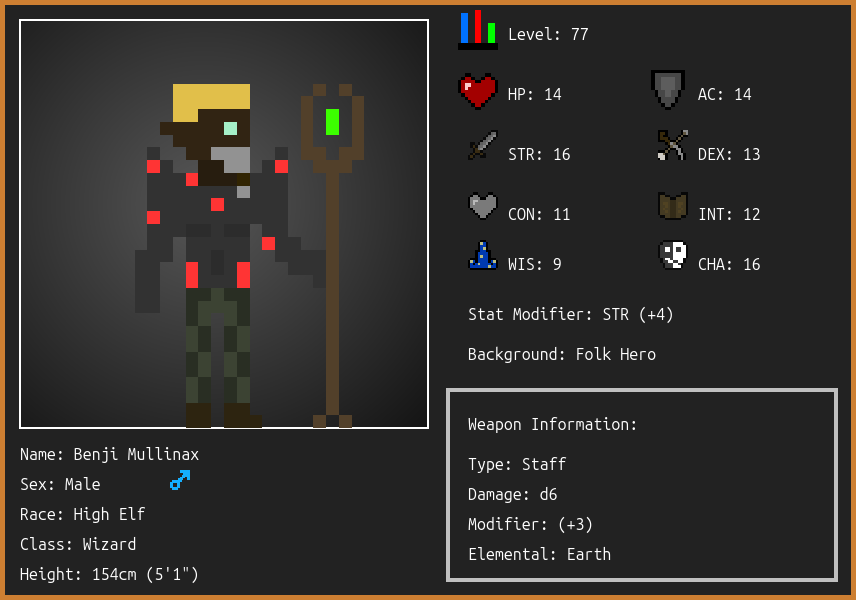 Level: 77
HP: 14
AC: 14
STR: 16
DEX: 13
CON: 11
INT: 12
WIS: 9
CHA: 16
Stat Modifier: STR (+4)
Background: Folk Hero
Weapon Information:
Type: Staff
Damage: d6
Modifier: (+3)
Elemental: Earth
Name: Benji Mullinax
Sex: Male
Race: High Elf
Class: Wizard
Height: 154cm (5'1")